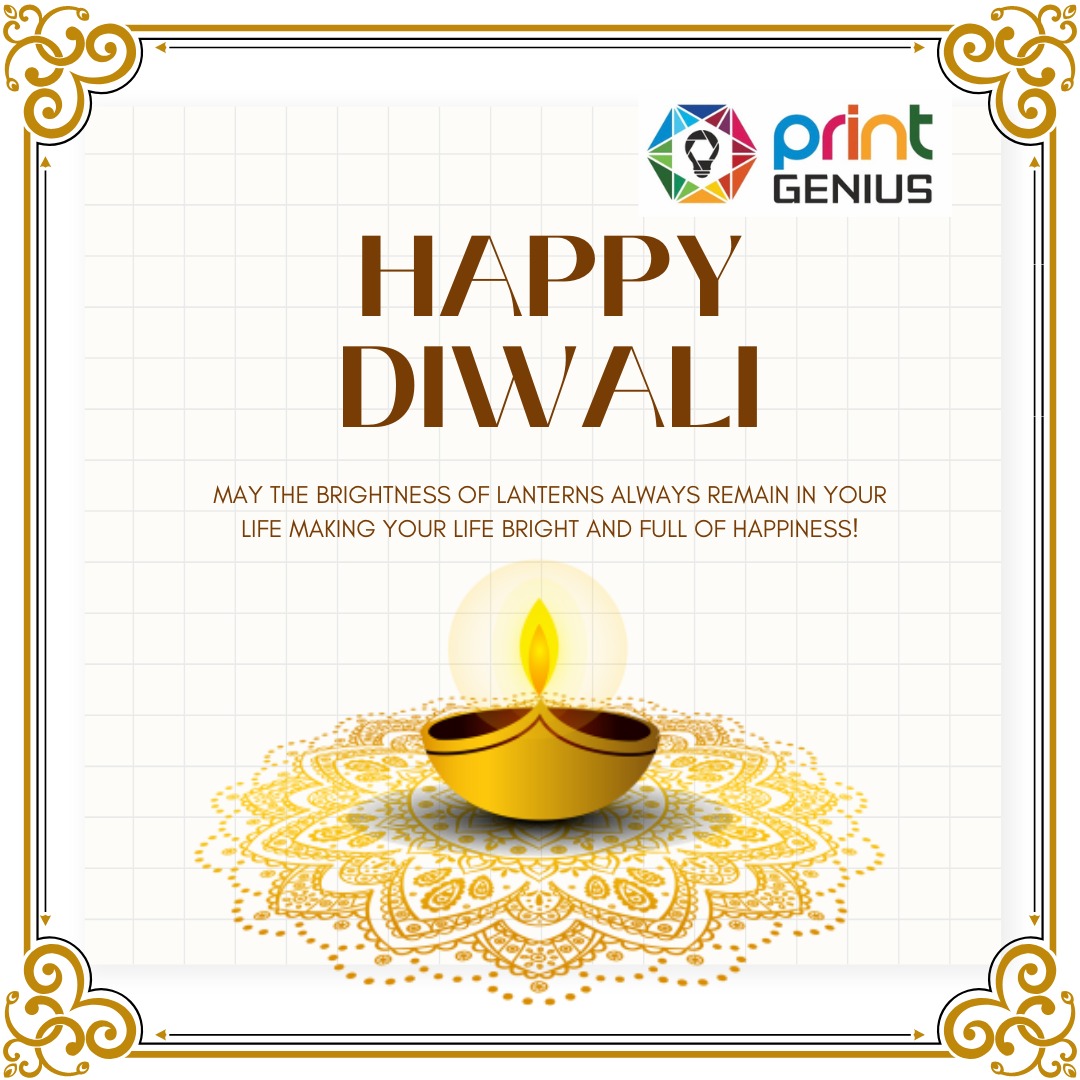 print
GENIUS
HAPPY
DIWALI
MAY THE BRIGHTNESS OF LANTERNS ALWAYS REMAIN IN YOUR
LIFE MAKING YOUR LIFE BRIGHT AND FULL OF HAPPINESS!